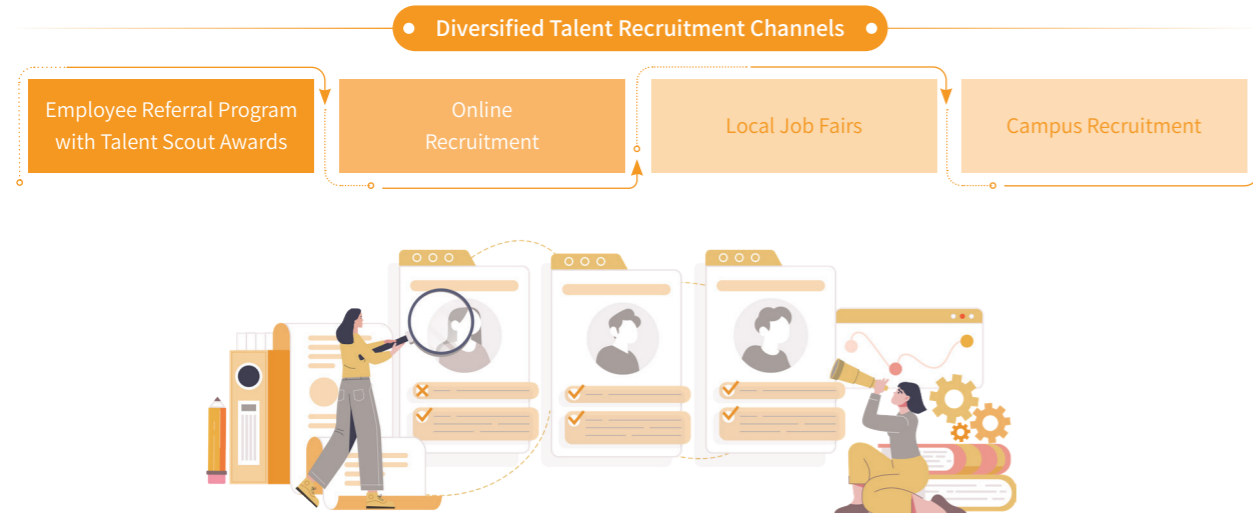 Diversified Talent Recruitment Channels
Employee Referral Program
with Talent Scout Awards
Online
Recruitment
Local Job Fairs
Campus Recruitment